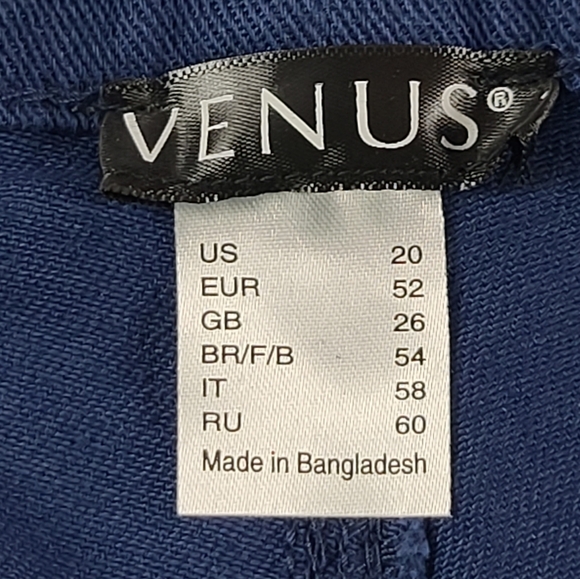 VENUS®
US 20
EUR 52
GB 26
BR/F/B 54
IT 58
RU 60
Made in Bangladesh